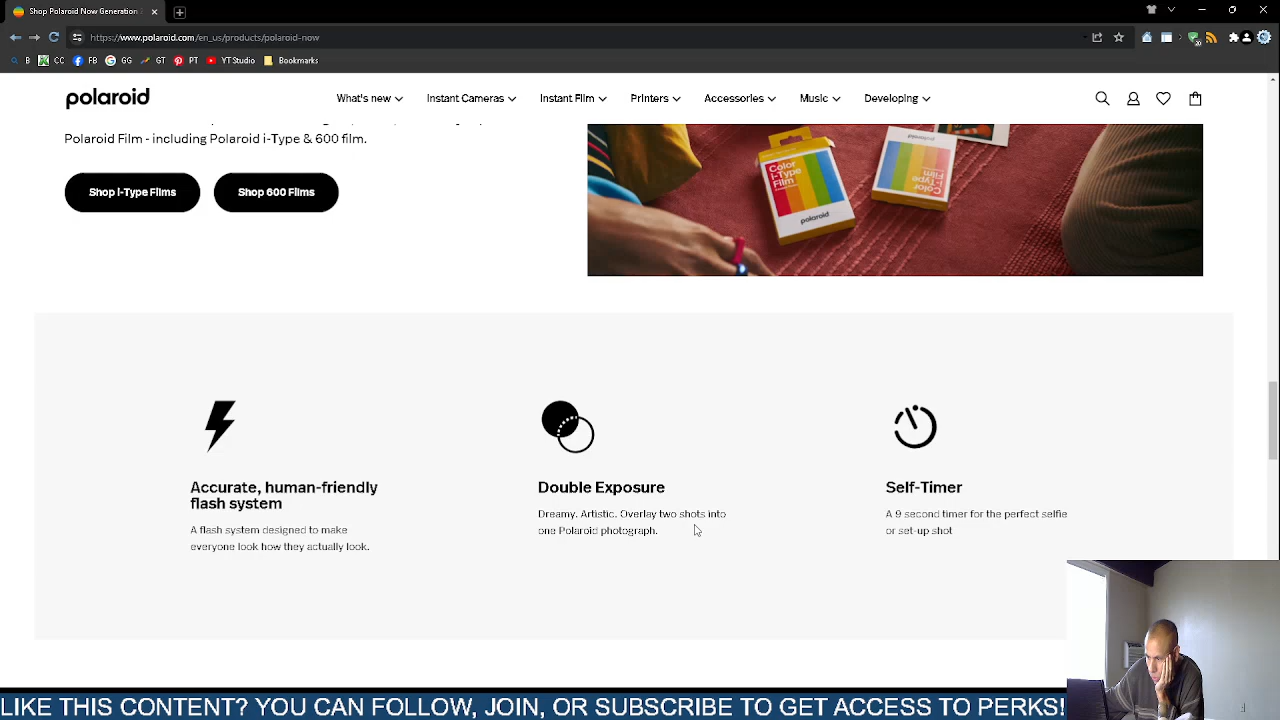 Shop Polaroid Now Generation
https://www.polaroid.com/en_us/products/polaroid-now
B CC FB GG GT PT YT Studio Bookmarks
polaroid What's new Instant Cameras Instant Film Printers Accessories Music Developing
Polaroid Film - including Polaroid i-Type & 600 film.
Shop I-Type Films Shop 600 Films
Color
i-Type
Film
polaroid
Color
i-Type
Film
polaroid
Accurate, human-friendly
flash system
A flash system designed to make
everyone look how they actually look.
Double Exposure
Dreamy. Artistic. Overlay two shots into
one Polaroid photograph.
Self-Timer
A 9 second timer for the perfect selfie
or set-up shot
LIKE THIS CONTENT? YOU CAN FOLLOW, JOIN, OR SUBSCRIBE TO GET ACCESS TO PERKS!